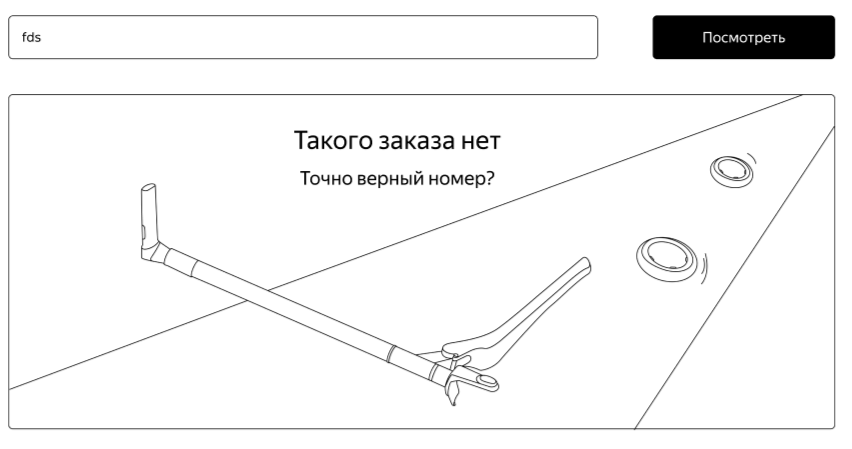 fds
Посмотреть
Такого заказа нет
Точно верный номер?